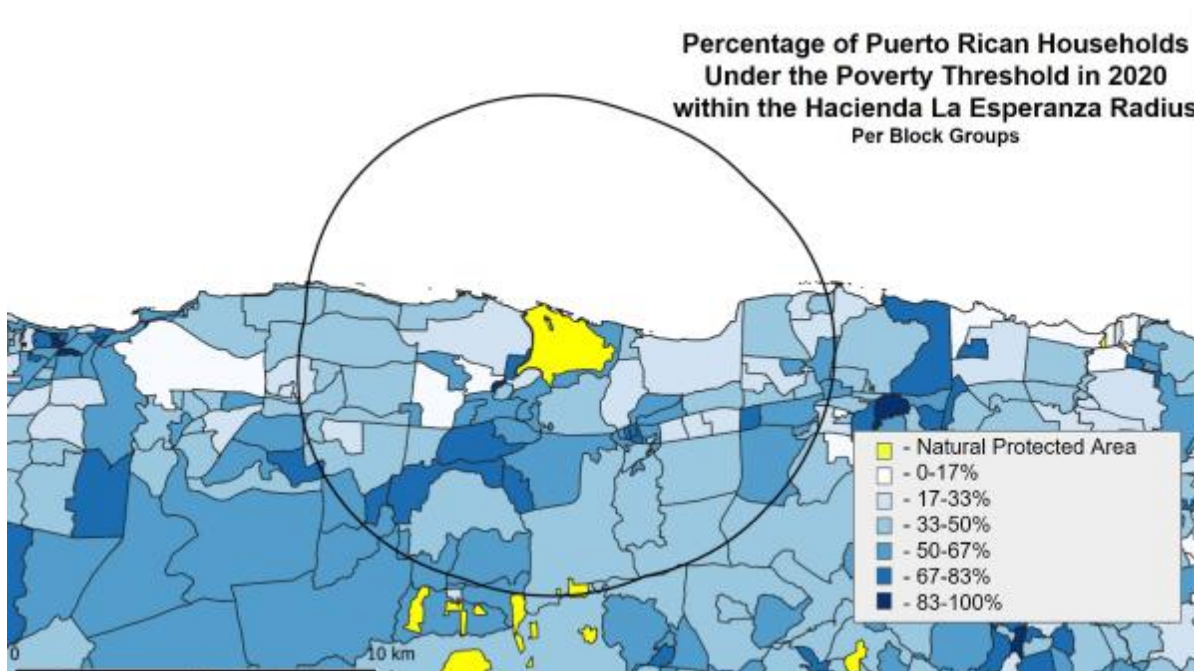 Percentage of Puerto Rican Households
Under the Poverty Threshold in 2020
within the Hacienda La Esperanza Radius
Per Block Groups
- Natural Protected Area
- 0-17%
- 17-33%
- 33-50%
- 50-67%
- 67-83%
- 83-100%
0 10 km